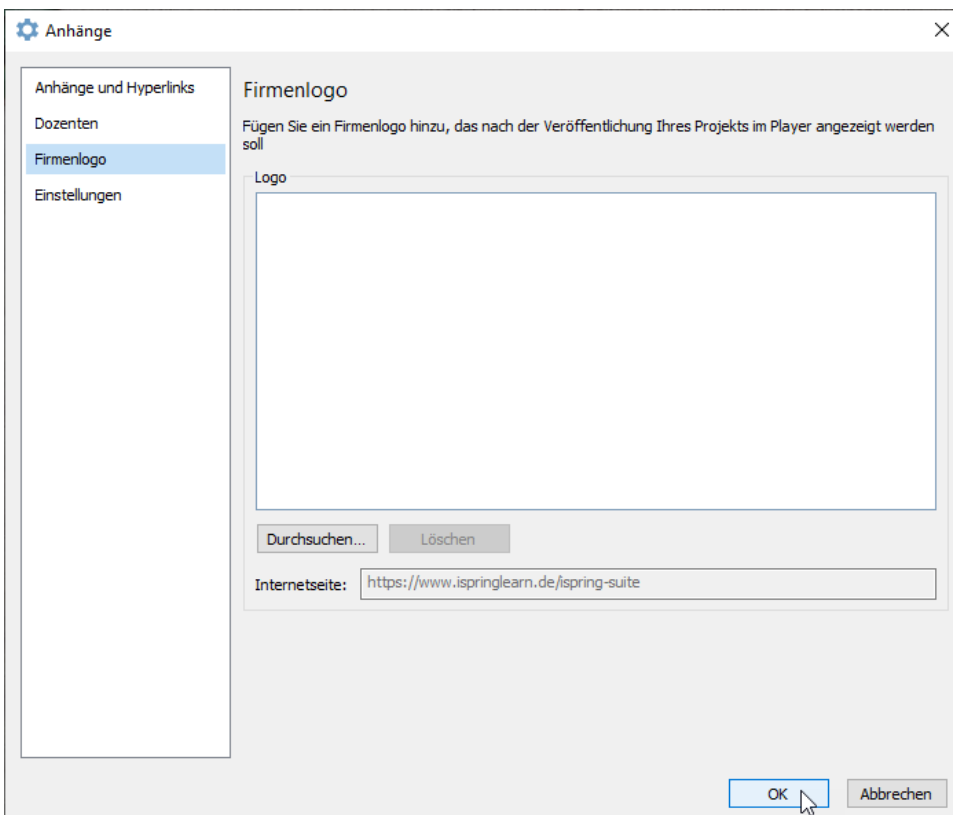 Anhänge
Anhänge und Hyperlinks
Dozenten
Firmenlogo
Einstellungen
Firmenlogo
Fügen Sie ein Firmenlogo hinzu, das nach der Veröffentlichung Ihres Projekts im Player angezeigt werden
soll
Logo
Durchsuchen... Löschen
Internetseite: https://www.ispringlearn.de/ispring-suite
OK Abbrechen